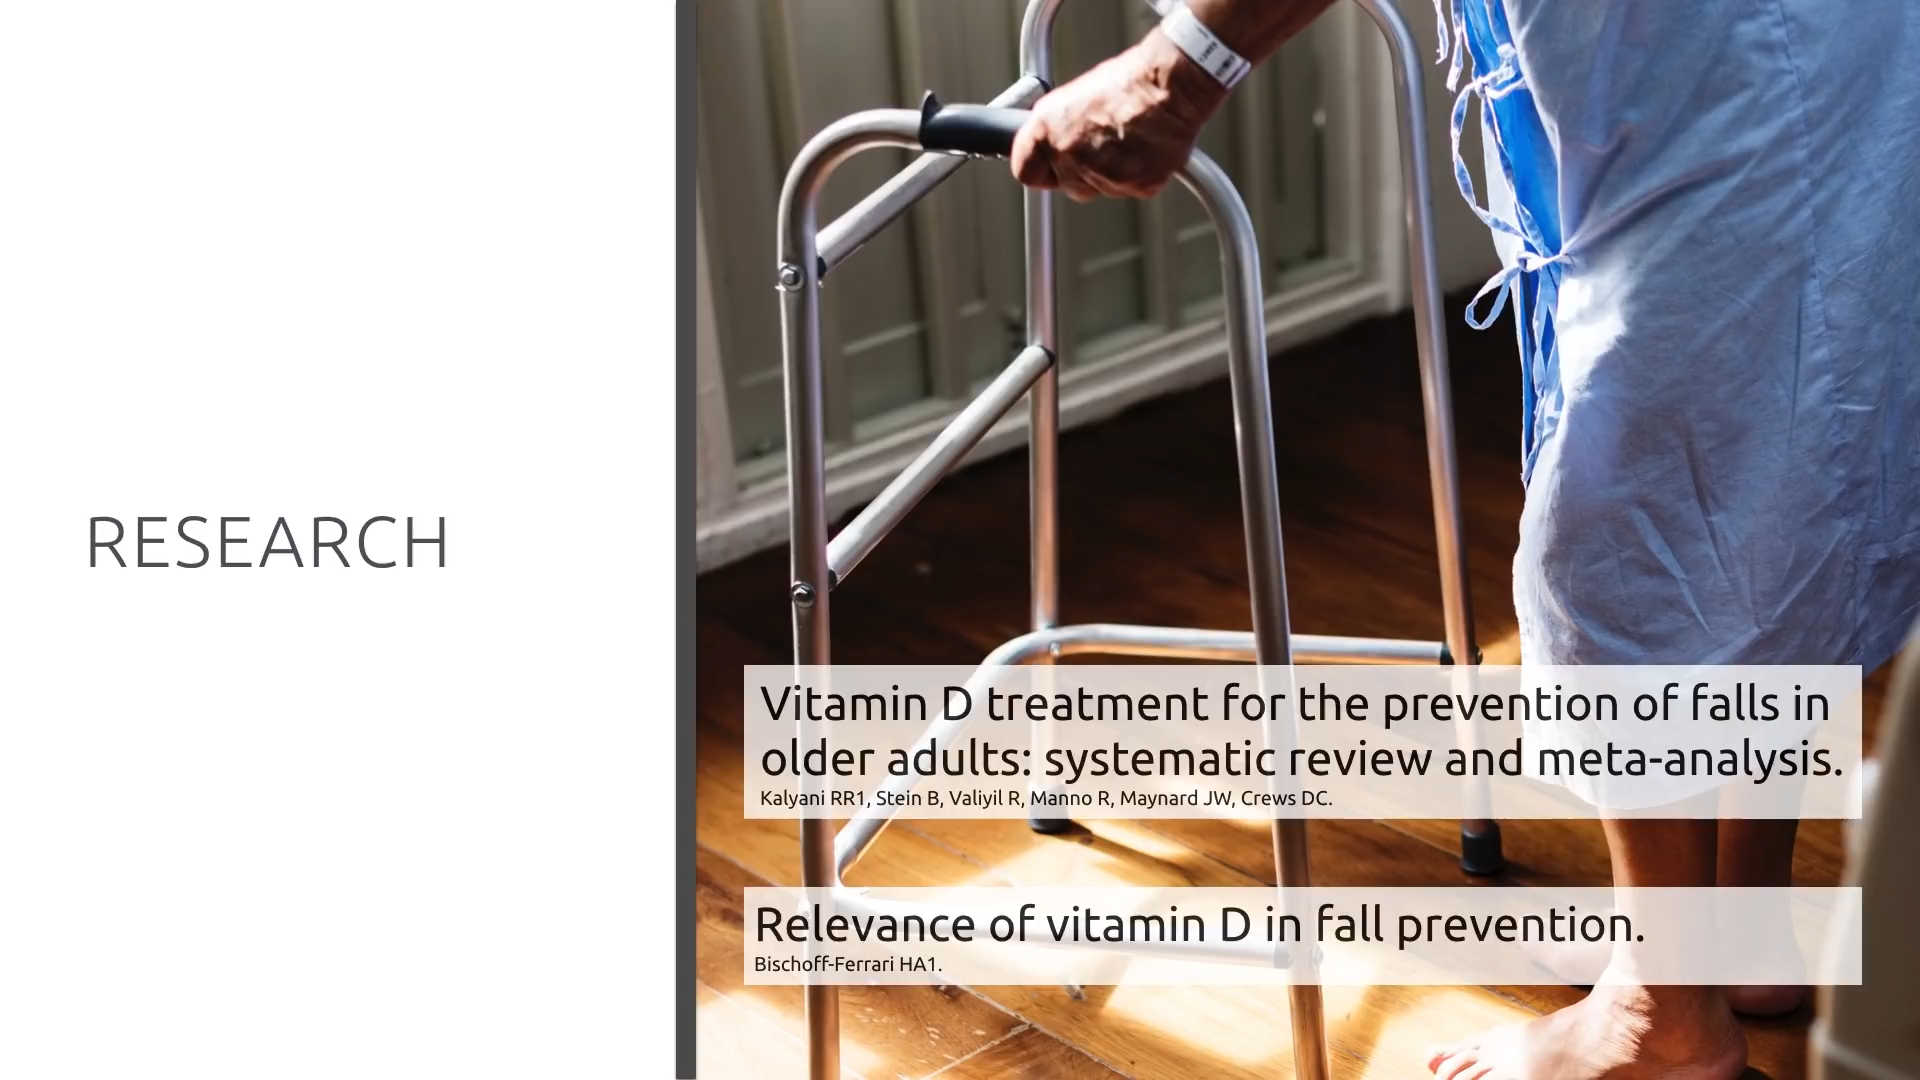 RESEARCH
Vitamin D treatment for the prevention of falls in
older adults: systematic review and meta-analysis.
Kalyani RR1, Stein B, Valiyil R, Manno R, Maynard JW, Crews DC.
Relevance of vitamin D in fall prevention.
Bischoff-Ferrari HA1.